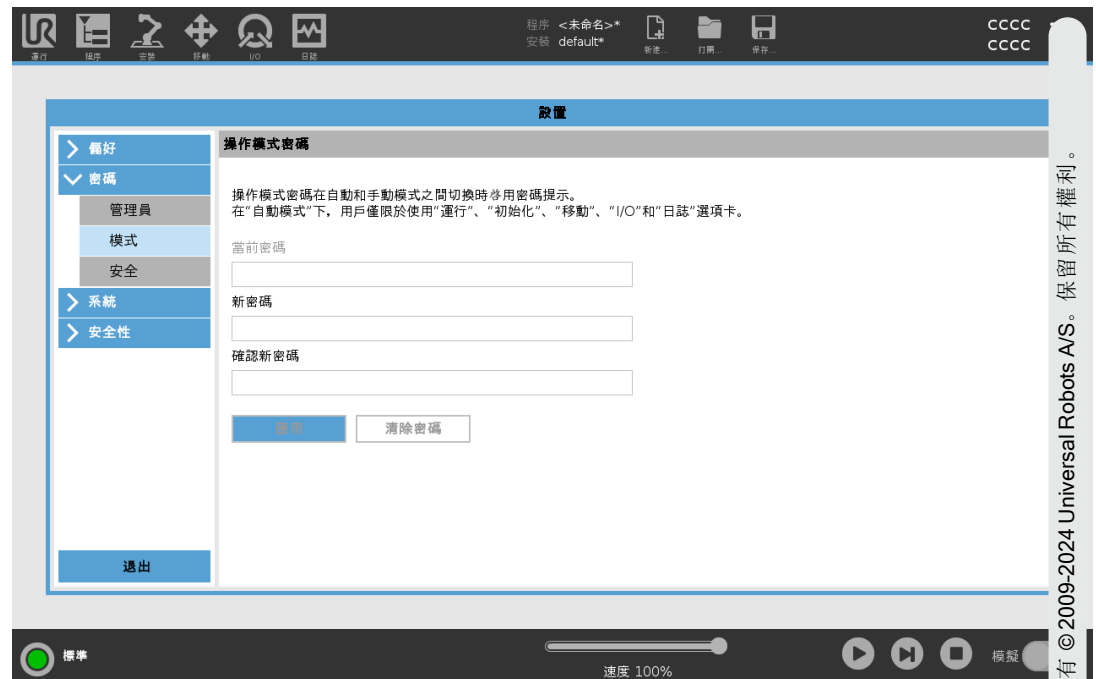 程序 <未命名>*
安裝 default*
CCCC
CCCC
運行
程序
安裝
移動
I/O
日誌
新建...
打開...
保存...
設置
偏好
密碼
管理員
模式
安全
系統
安全性
退出
操作模式密碼
操作模式密碼在自動和手動模式之間切換時啓用密碼提示。
在"自動模式"下，用戶僅限於使用"運行"、"初始化"、"移動"、"I/O"和"日誌"選項卡。
當前密碼
新密碼
確認新密碼
應用
清除密碼
標準
速度 100%
模擬
有 ©2009-2024 Universal Robots A/S。保留所有權利。